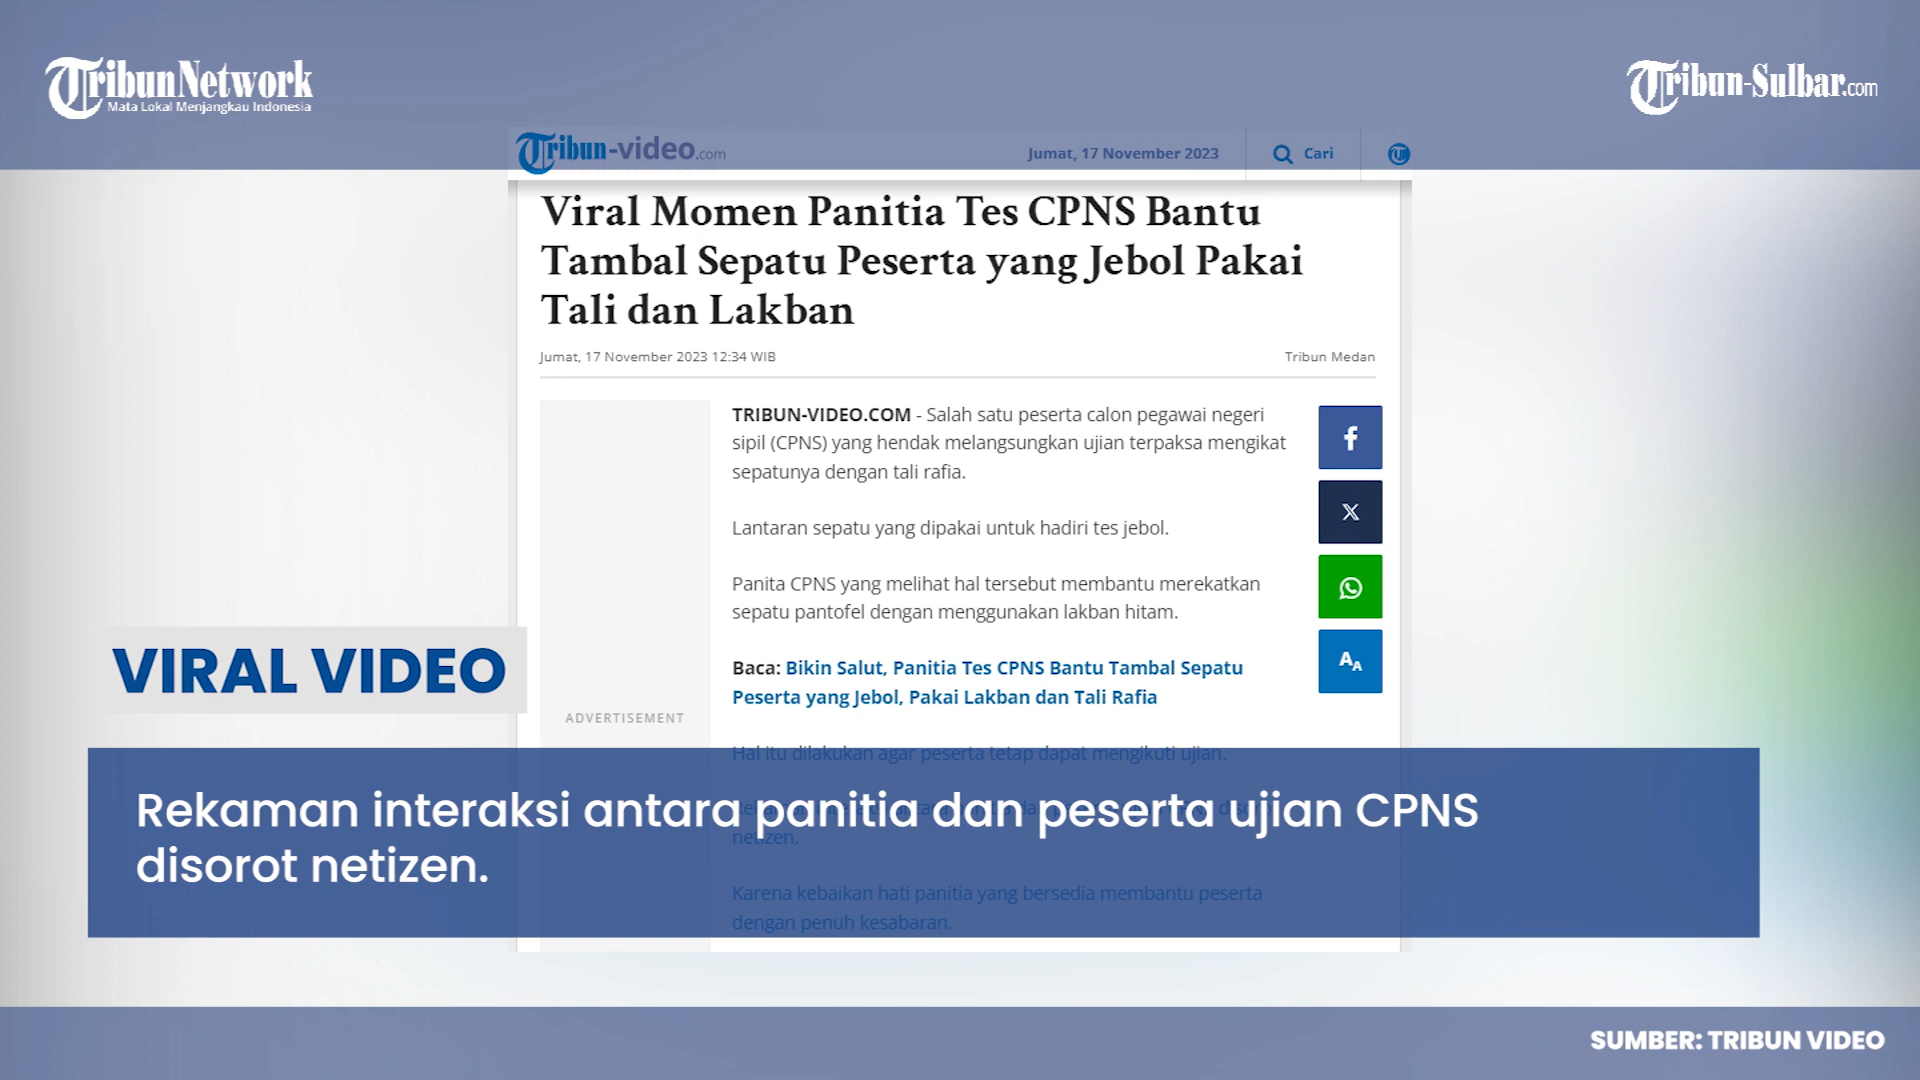 TribunNetwork
Mata Lokal Menjangkau Indonesia
Tribun-Sulbar.com
Tribun-video.com
Jumat, 17 November 2023
Cari
Viral Momen Panitia Tes CPNS Bantu
Tambal Sepatu Peserta yang Jebol Pakai
Tali dan Lakban
Jumat, 17 November 2023 12:34 WIB
Tribun Medan
TRIBUN-VIDEO.COM - Salah satu peserta calon pegawai negeri
sipil (CPNS) yang hendak melangsungkan ujian terpaksa mengikat
sepatunya dengan tali rafia.
Lantaran sepatu yang dipakai untuk hadiri tes jebol.
Panita CPNS yang melihat hal tersebut membantu merekatkan
sepatu pantofel dengan menggunakan lakban hitam.
Baca: Bikin Salut, Panitia Tes CPNS Bantu Tambal Sepatu
Peserta yang Jebol, Pakai Lakban dan Tali Rafia
ADVERTISEMENT
VIRAL VIDEO
Hal itu dilakukan agar peserta tetap dapat mengikuti ujian.
Rekaman interaksi antara panitia dan peserta ujian CPNS
disorot netizen.
netizen.
Karena kebaikan hati panitia yang bersedia membantu peserta
dengan penuh kesabaran.
SUMBER: TRIBUN VIDEO